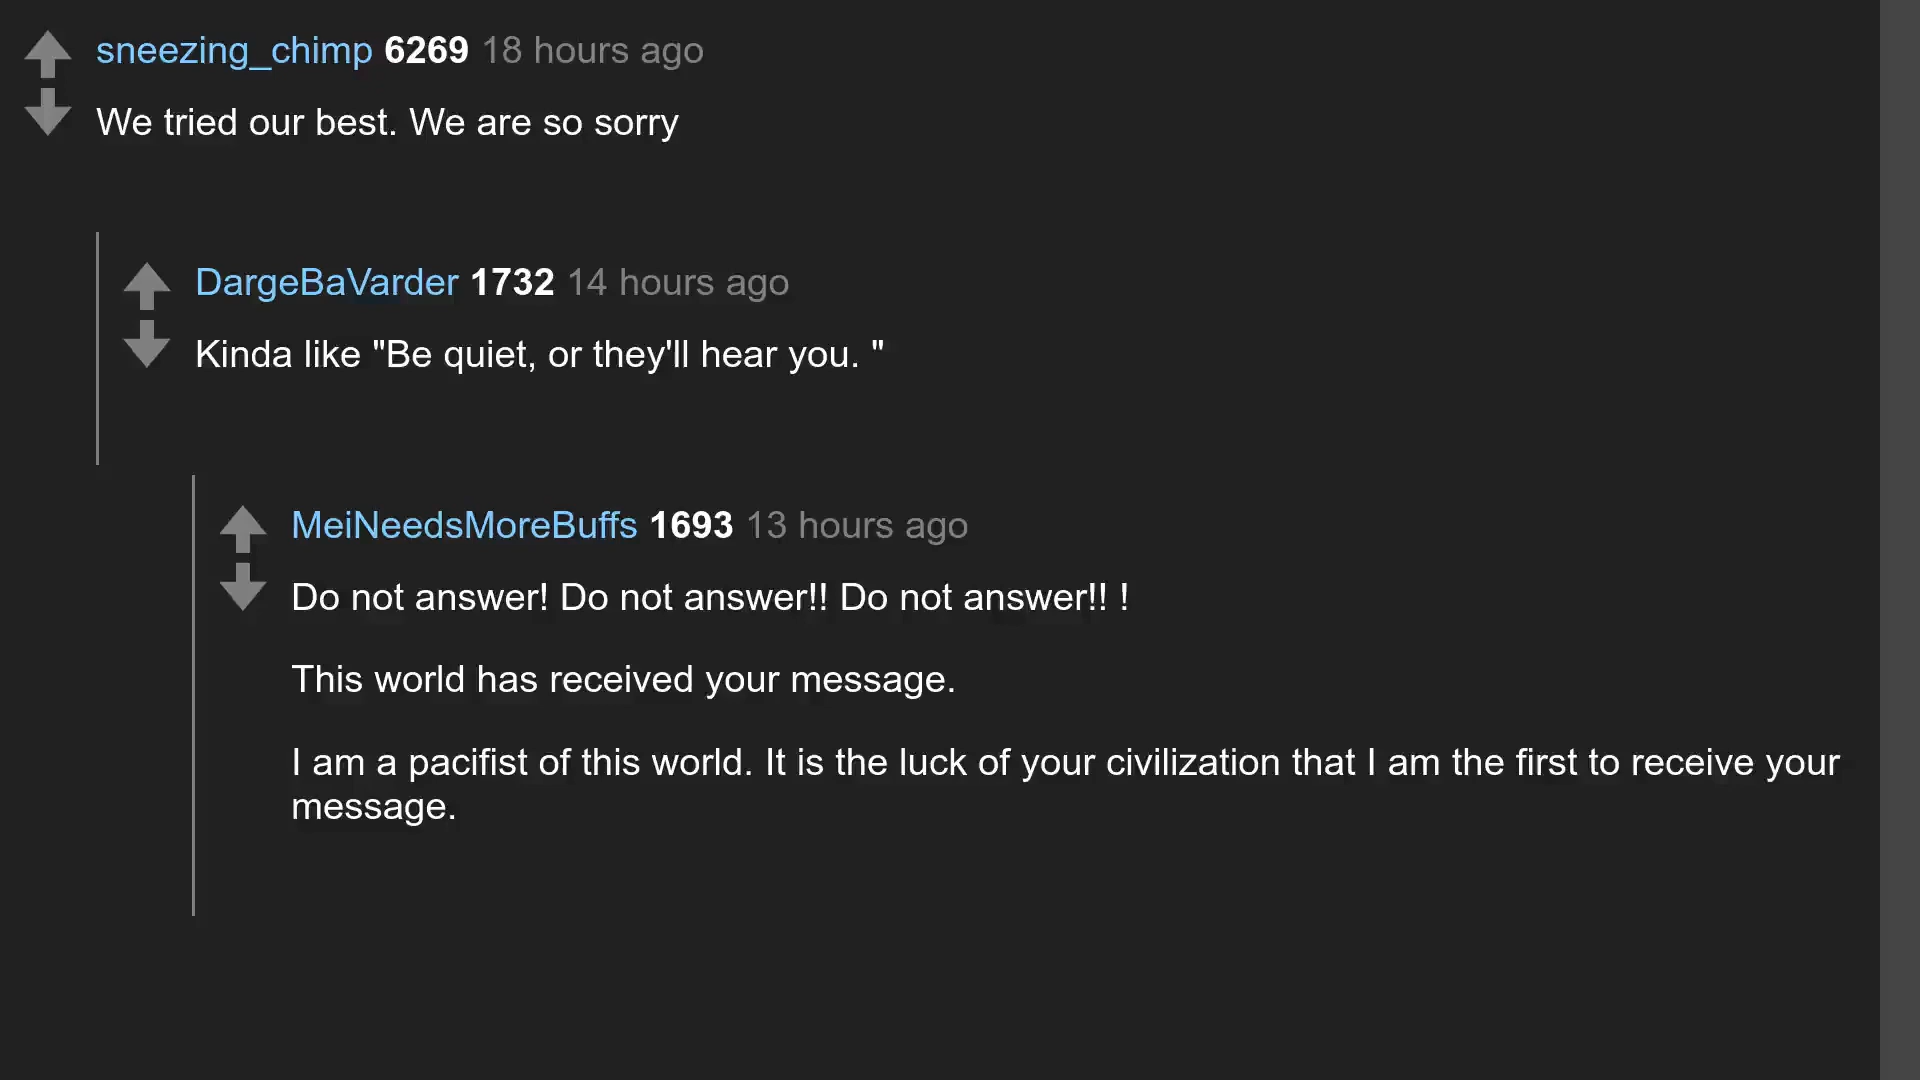 sneezing_chimp 6269 18 hours ago
We tried our best. We are so sorry
DargeBaVarder 1732 14 hours ago
Kinda like "Be quiet, or they'll hear you. "
MeiNeedsMoreBuffs 1693 13 hours ago
Do not answer! Do not answer!! Do not answer!! !
This world has received your message.
I am a pacifist of this world. It is the luck of your civilization that I am the first to receive your
message.